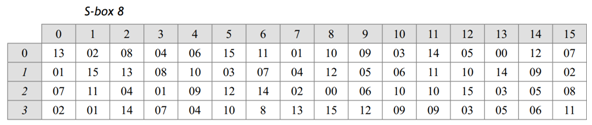 S-box 8
0 1 2 3 4 5 6 7 8 9 10 11 12 13 14 15
0 13 02 08 04 06 15 11 01 10 09 03 14 05 00 12 07
1 01 15 13 08 10 03 07 04 12 05 06 11 10 14 09 02
2 07 11 04 01 09 12 14 02 00 06 10 10 15 03 05 08
3 02 01 14 07 04 10 8 13 15 12 09 09 03 05 06 11